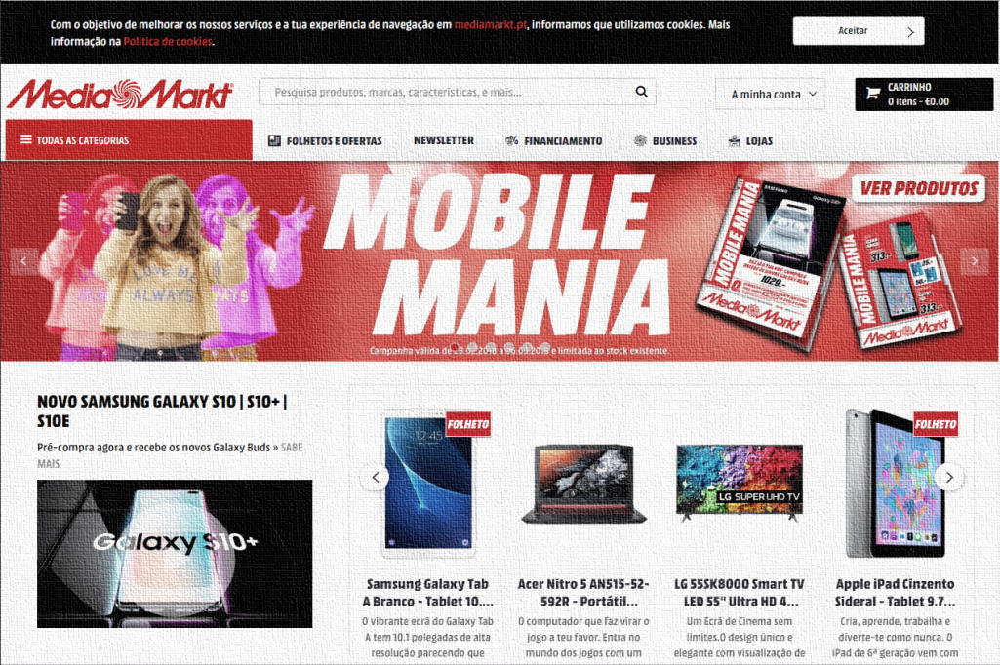 Com o objetivo de melhorar os nossos serviços e a tua experiência de navegação em mediamarkt.pt, informamos que utilizamos cookies. Mais
informação na Política de cookies.
Aceitar
MediaMarkt
Pesquisa produtos, marcas, características, e mais...
A minha conta
CARRINHO
0 itens - €0.00
TODAS AS CATEGORIAS
FOLHETOS E OFERTAS
NEWSLETTER
FINANCIAMENTO
BUSINESS
LOJAS
MOBILE
MANIA
VER PRODUTOS
LOVE ME
ALWAYS
SAMSUNG
Galaxy S10+
MOBILE MANIA
1029.-
MediaMarkt
MOBILE MANIA
313.-
313.-
MediaMarkt
Campanha válida de e limitada ao stock existente.
NOVO SAMSUNG GALAXY S10 | S10+ |
S10E
Pré-compra agora e recebe os novos Galaxy Buds » SABE
MAIS
Galaxy S10+
FOLHETO
12:45
LG SUPER UHD TV
FOLHETO
Samsung Galaxy Tab
A Branco - Tablet 10....
O vibrante ecrã do Galaxy Tab
A tem 10.1 polegadas de alta
resolução parecendo que
Acer Nitro 5 AN515-52-
592R - Portátil...
O computador que faz virar o
jogo a teu favor. Entra no
mundo dos jogos com um
LG 55SK8000 Smart TV
LED 55" Ultra HD 4...
Um Ecrã de Cinema sem
limites.O design único e
elegante com visualização de
Apple iPad Cinzento
Sideral - Tablet 9.7...
Cria, aprende, trabalha e
diverte-te como nunca. O
iPad de 6ª geração vem com